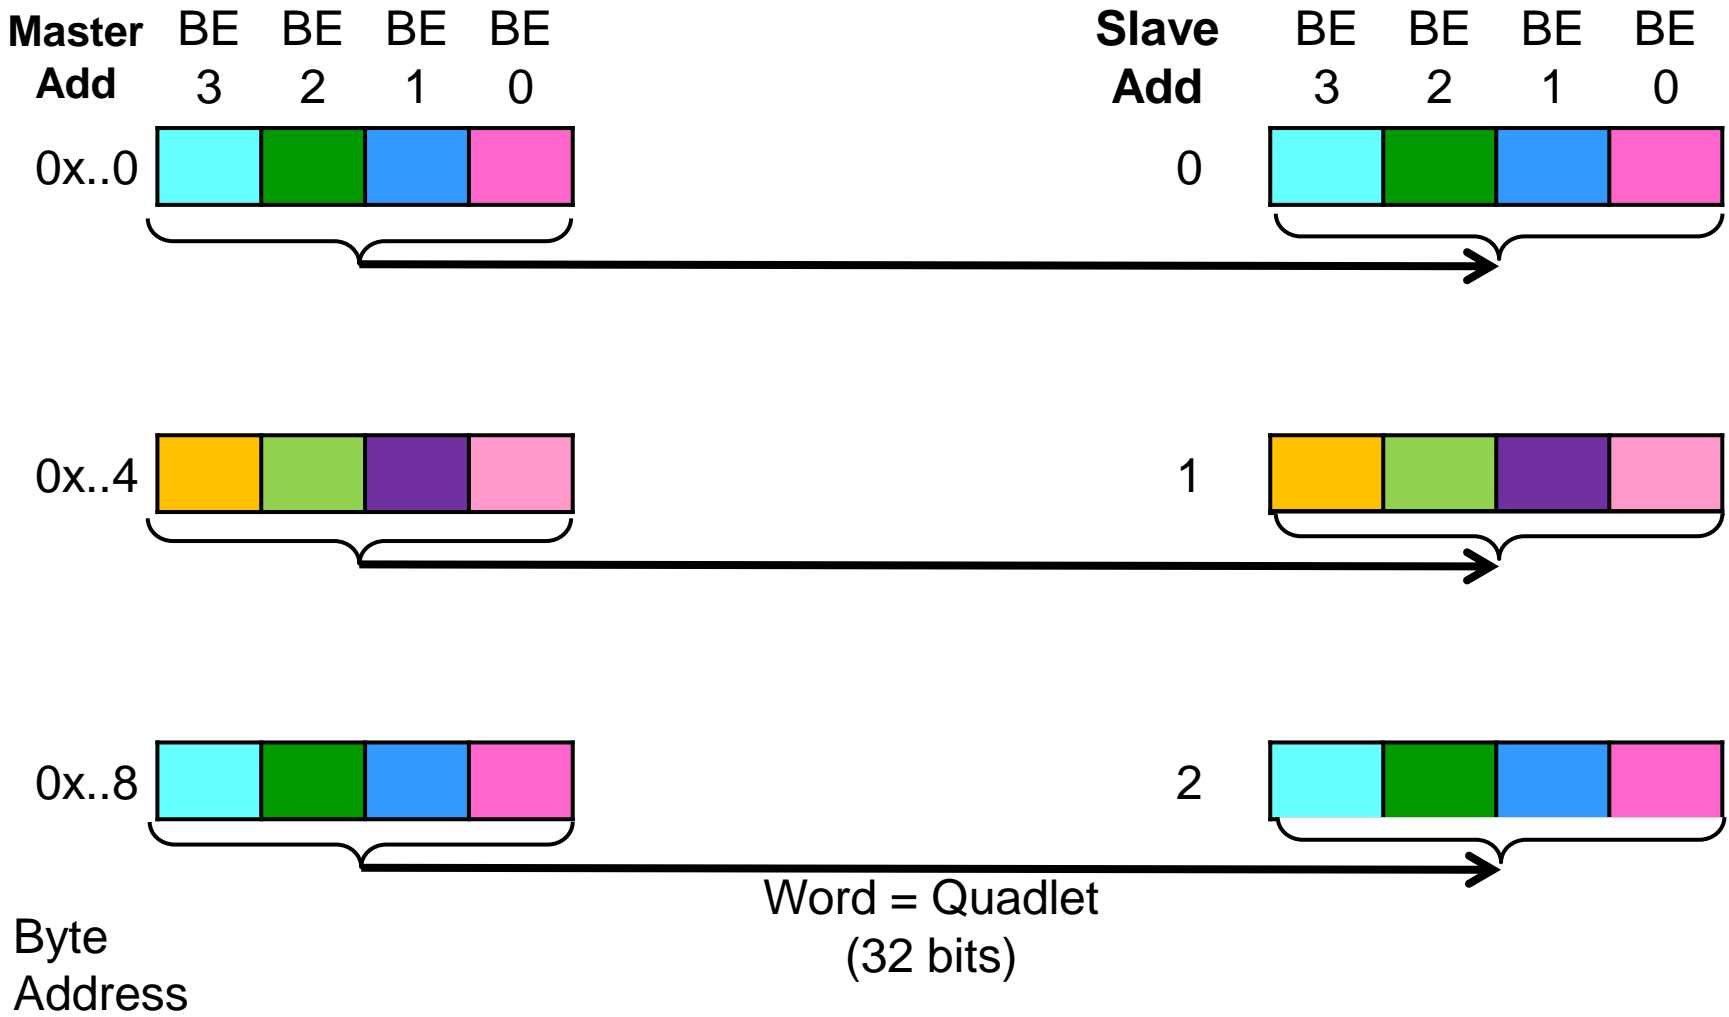 Master BE BE BE BE Slave BE BE BE BE
Add 3 2 1 0 Add 3 2 1 0
0x..0 0
0x..4 1
0x..8 2
Word = Quadlet
(32 bits)
Byte
Address